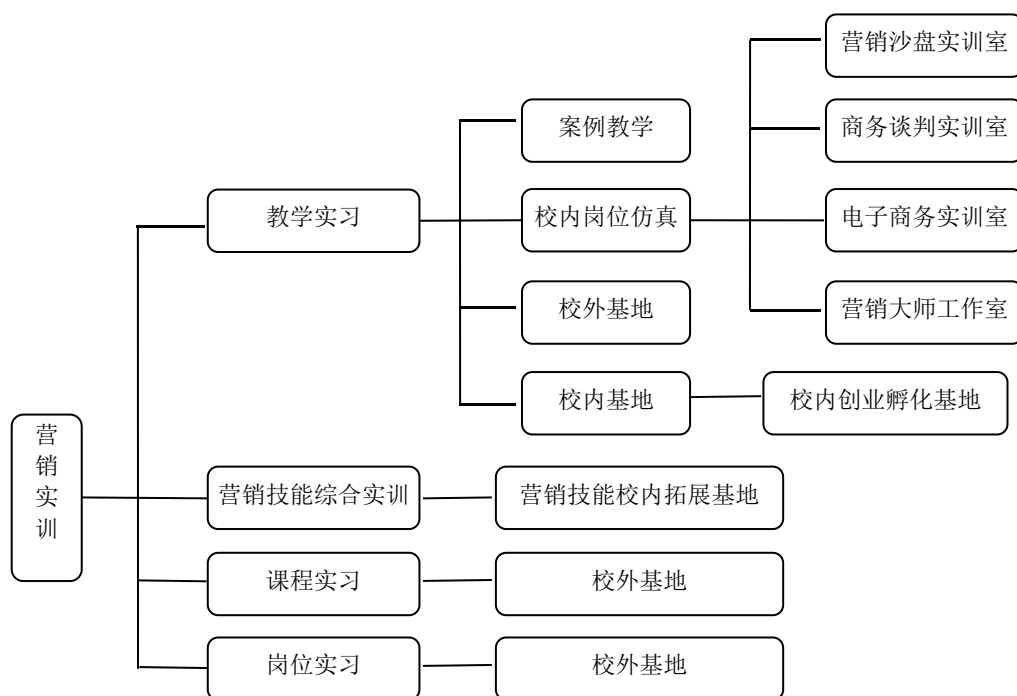 营销沙盘实训室
案例教学
商务谈判实训室
教学实习
校内岗位仿真
电子商务实训室
校外基地
营销大师工作室
校内基地
校内创业孵化基地
营销实训
营销技能综合实训
营销技能校内拓展基地
课程实习
校外基地
岗位实习
校外基地